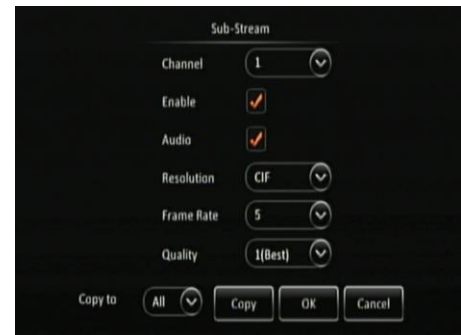 Sub-Stream
Channel 1
Enable
Audio
Resolution CIF
Frame Rate 5
Quality 1(Best)
Copy to All Copy OK Cancel